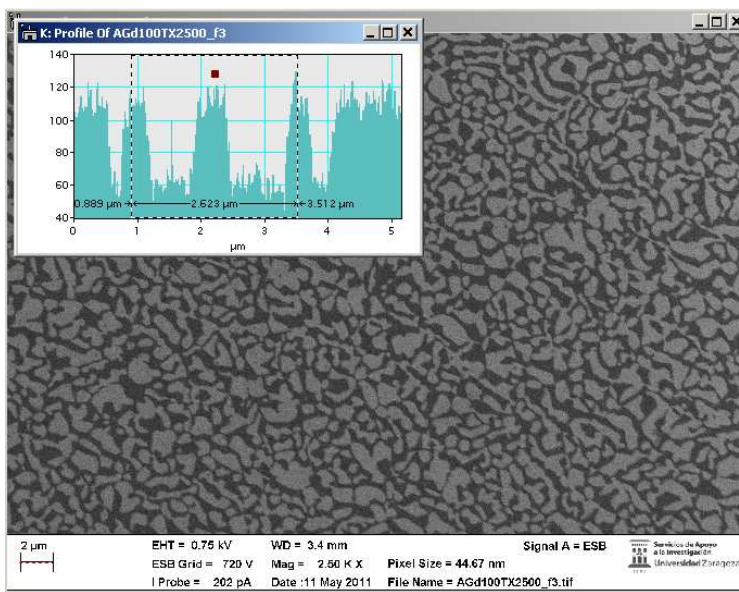 K: Profile Of AGd100TX2500_f3
140
120
100
80
60
40
0.889 µm
2.623 µm
3.512 µm
0 1 2 3 4 5
µm
2 µm
EHT = 0.75 kV WD = 3.4 mm Signal A = ESB
ESB Grid = 720 V Mag = 2.50 K X Pixel Size = 44.67 nm
I Probe = 202 pA Date :11 May 2011 File Name = AGd100TX2500_f3.tif
Servicios de Apoyo
a la Investigación
Universidad Zaragoza